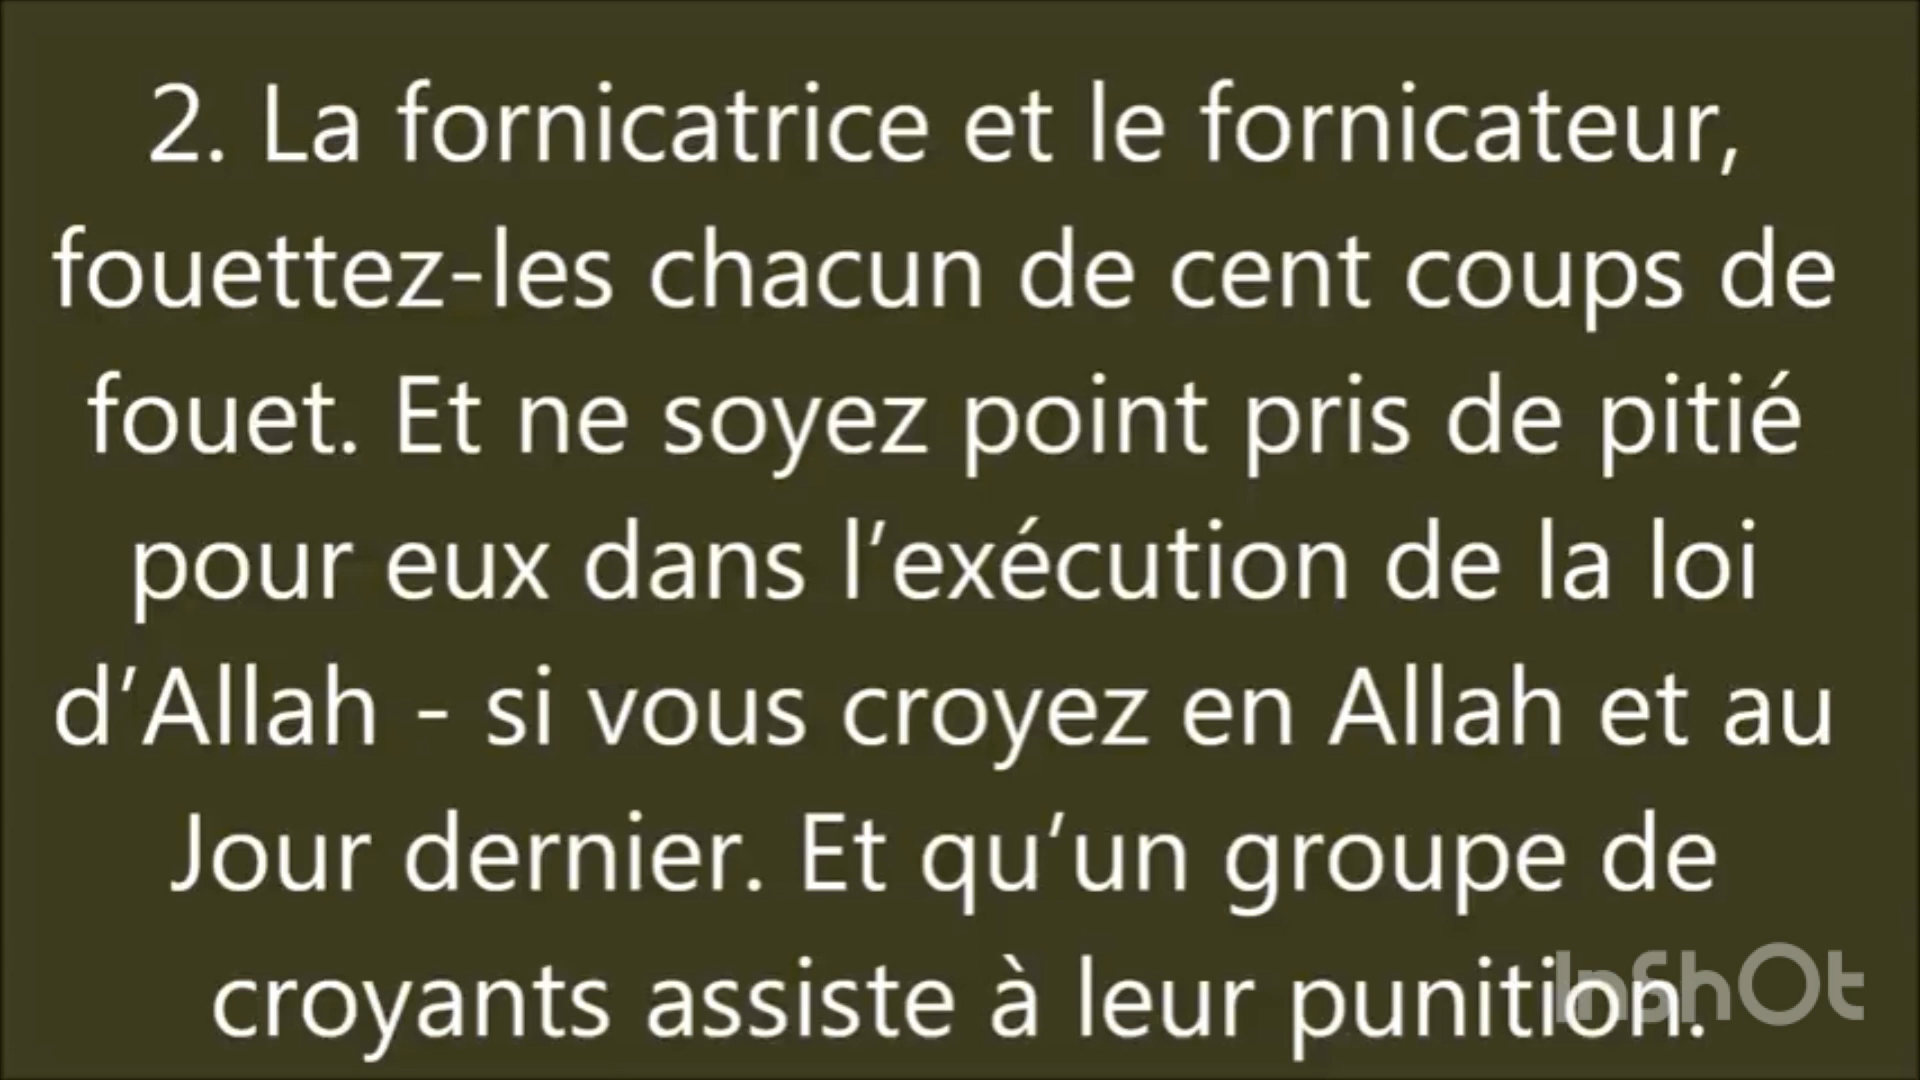 2. La fornicatrice et le fornicateur,
fouettez-les chacun de cent coups de
fouet. Et ne soyez point pris de pitié
pour eux dans l’exécution de la loi
d’Allah - si vous croyez en Allah et au
Jour dernier. Et qu’un groupe de
croyants assiste à leur punition.
InShOt